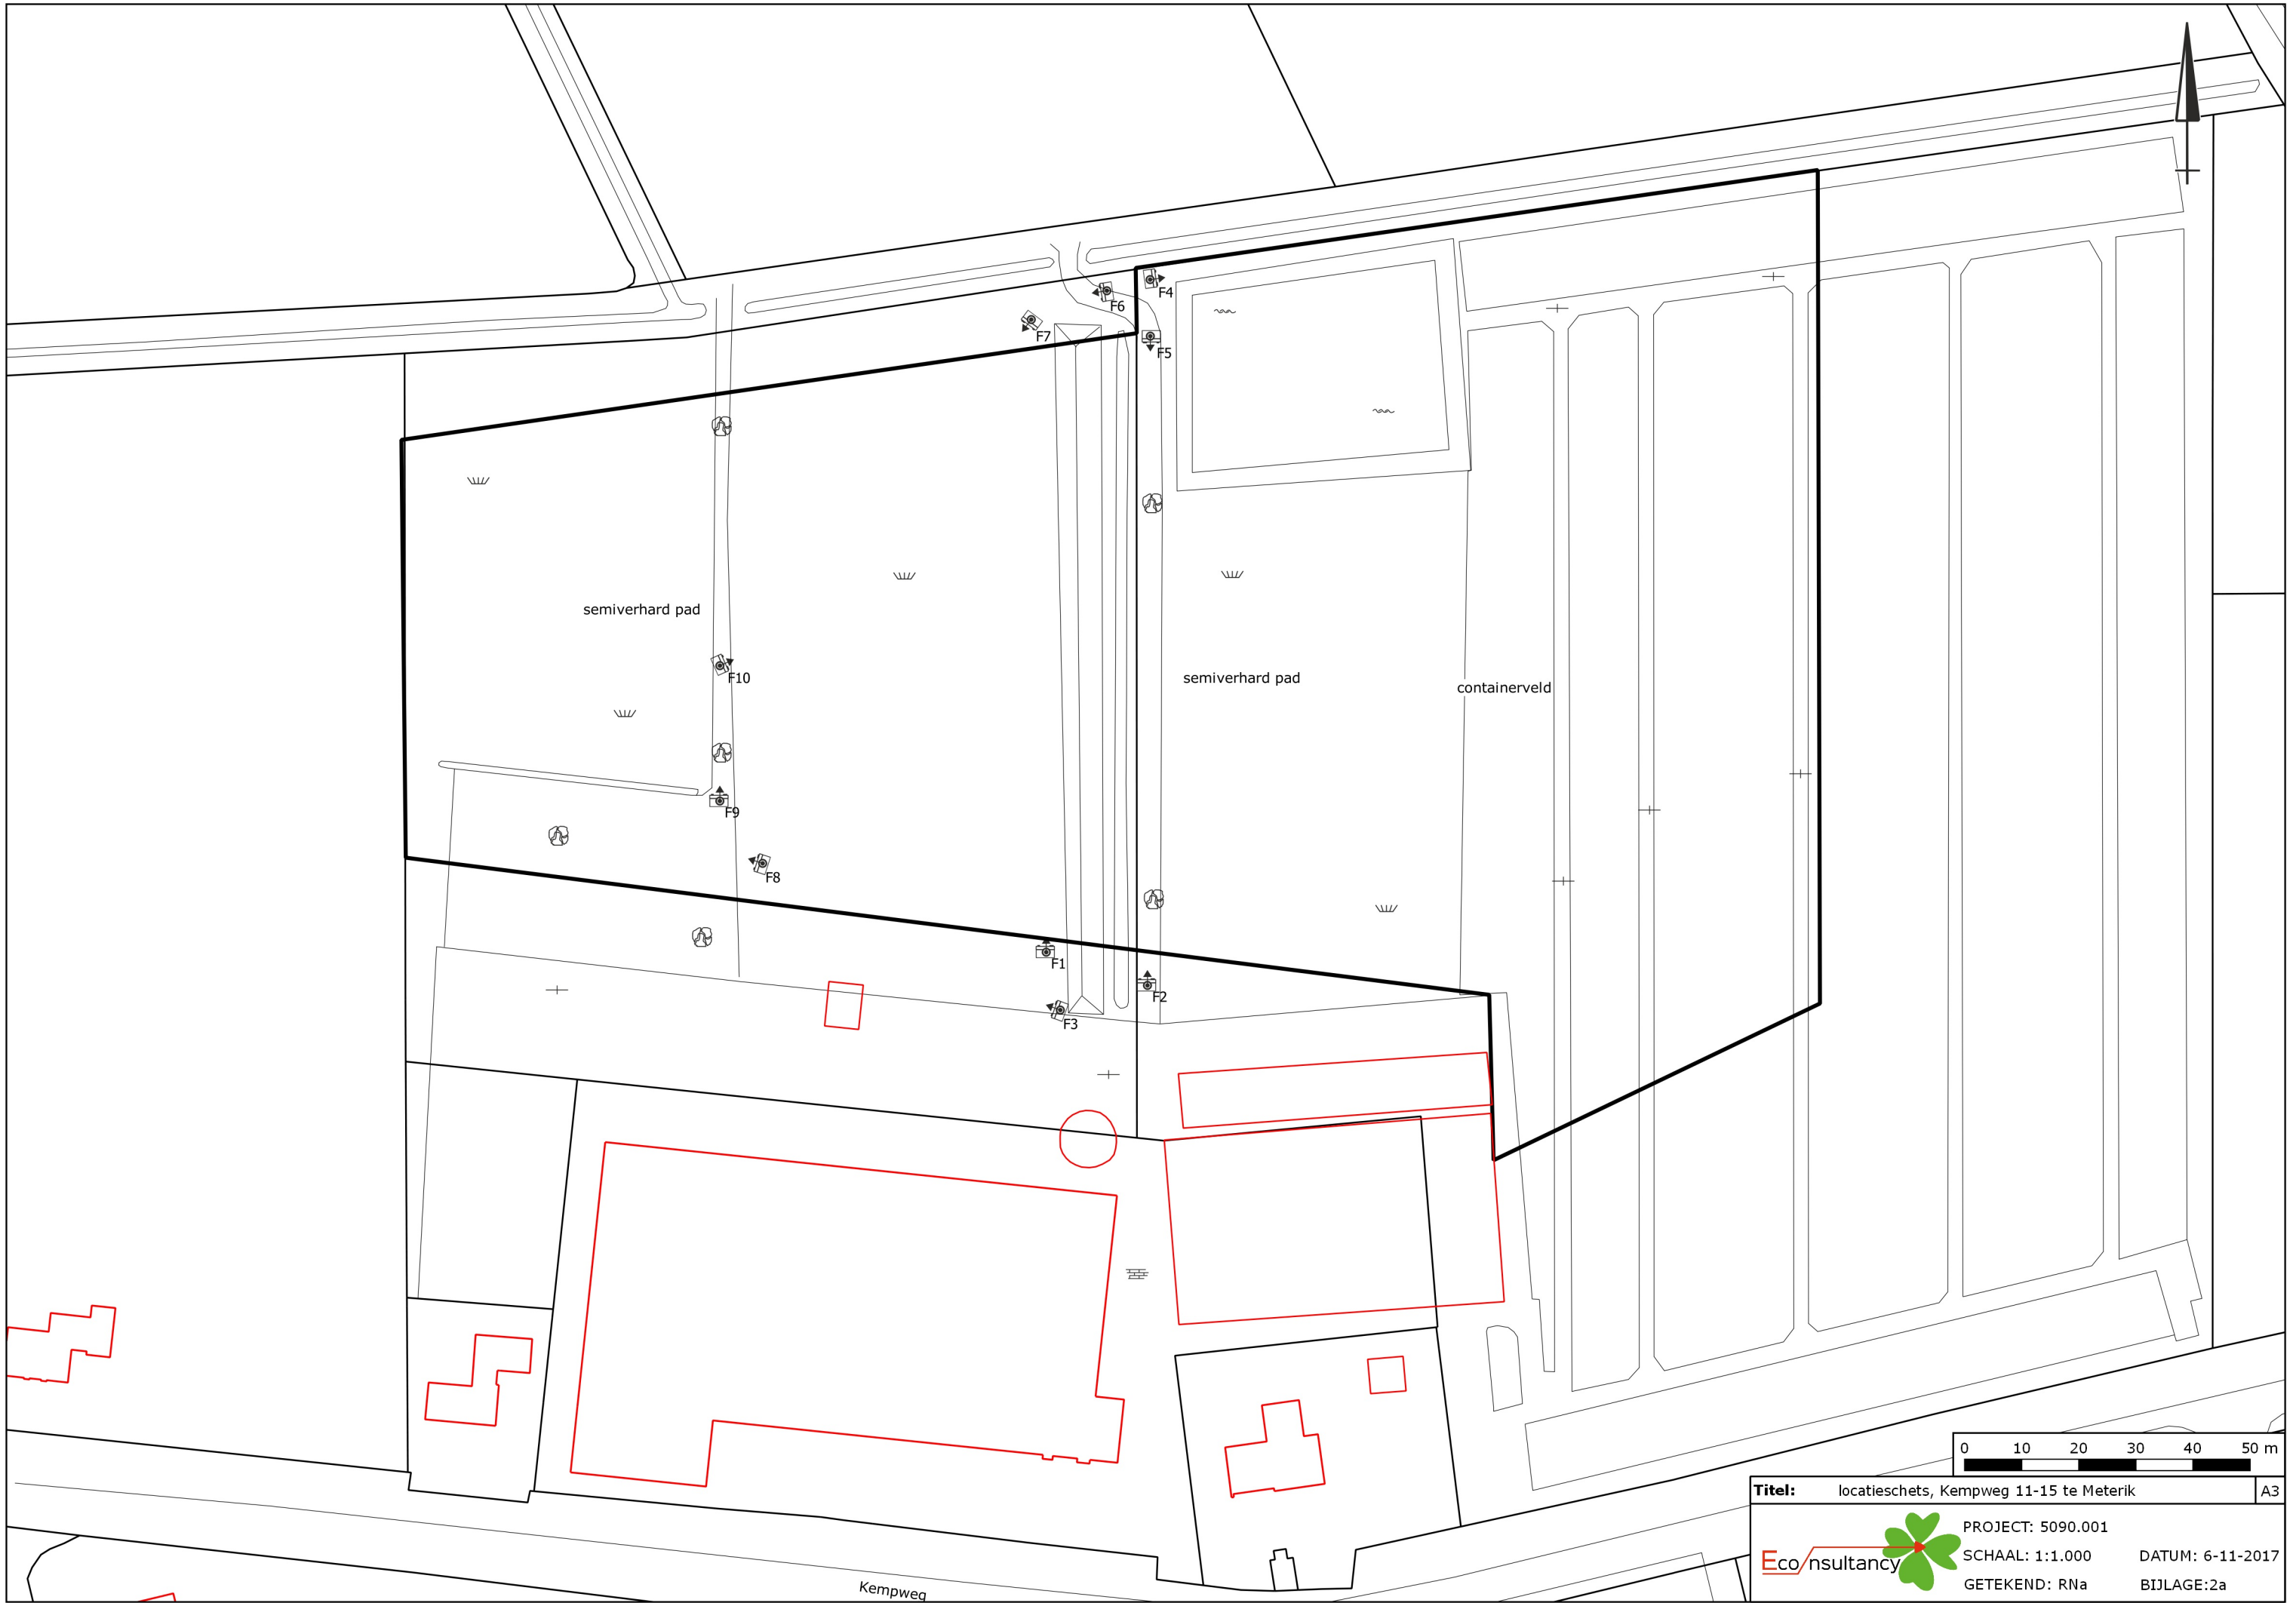 F4
F6
F7
F5
semiverhard pad
F10
semiverhard pad
containerveld
F9
F8
F1
F2
F3
Kempweg
0 10 20 30 40 50 m
Titel: locatieschets, Kempweg 11-15 te Meterik A3
Econsultancy
PROJECT: 5090.001
SCHAAL: 1:1.000 DATUM: 6-11-2017
GETEKEND: RNa BIJLAGE:2a